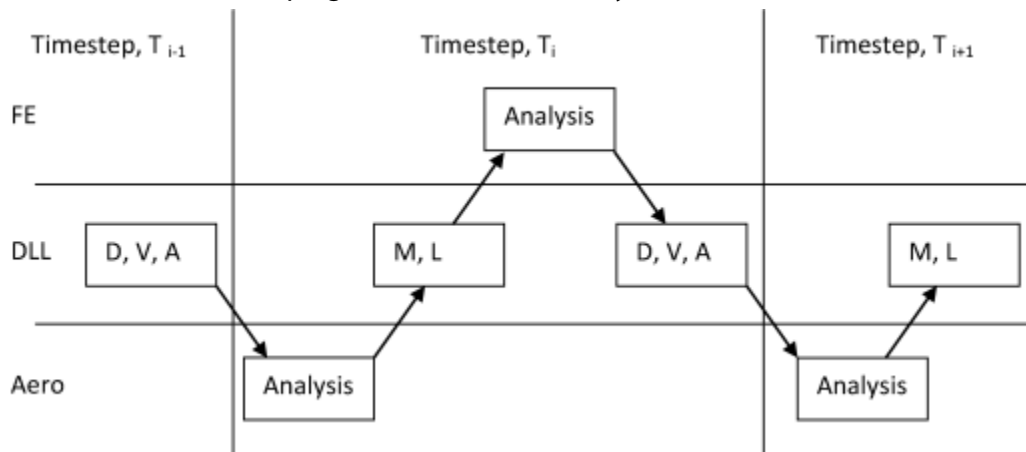 Timestep, T i-1 Timestep, Ti Timestep, T i+1
FE Analysis
DLL D, V, A M, L D, V, A M, L
Aero Analysis Analysis